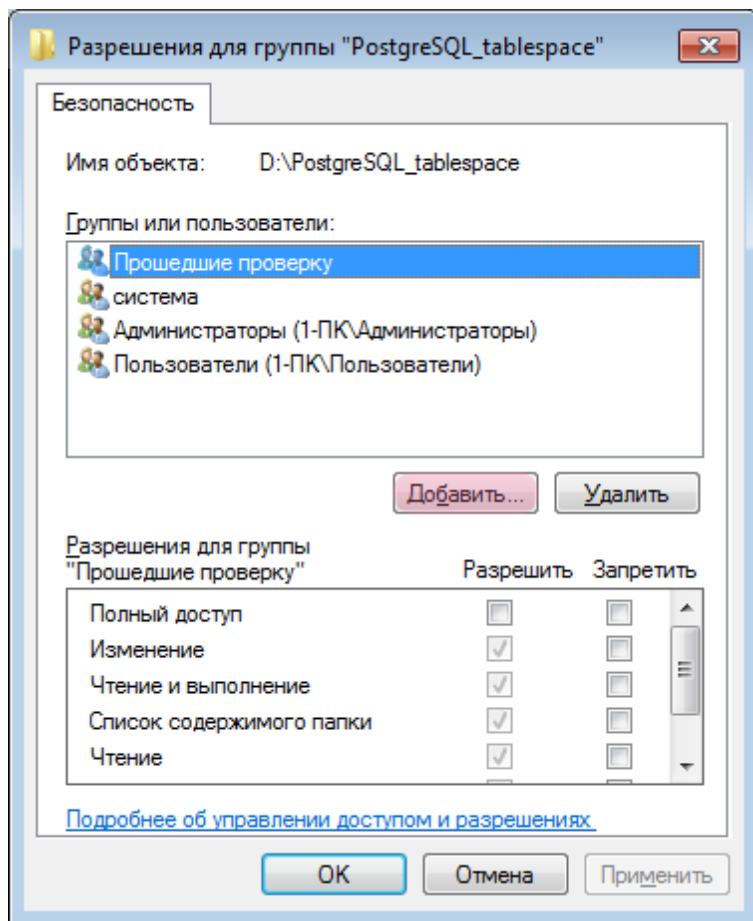 Разрешения для группы "PostgreSQL_tablespace"
Безопасность
Имя объекта: D:\PostgreSQL_tablespace
Группы или пользователи:
Прошедшие проверку
система
Администраторы (1-ПК\Администраторы)
Пользователи (1-ПК\Пользователи)
Добавить... Удалить
Разрешения для группы
"Прошедшие проверку" Разрешить Запретить
Полный доступ
Изменение
Чтение и выполнение
Список содержимого папки
Чтение
Подробнее об управлении доступом и разрешениях
ОК Отмена Применить